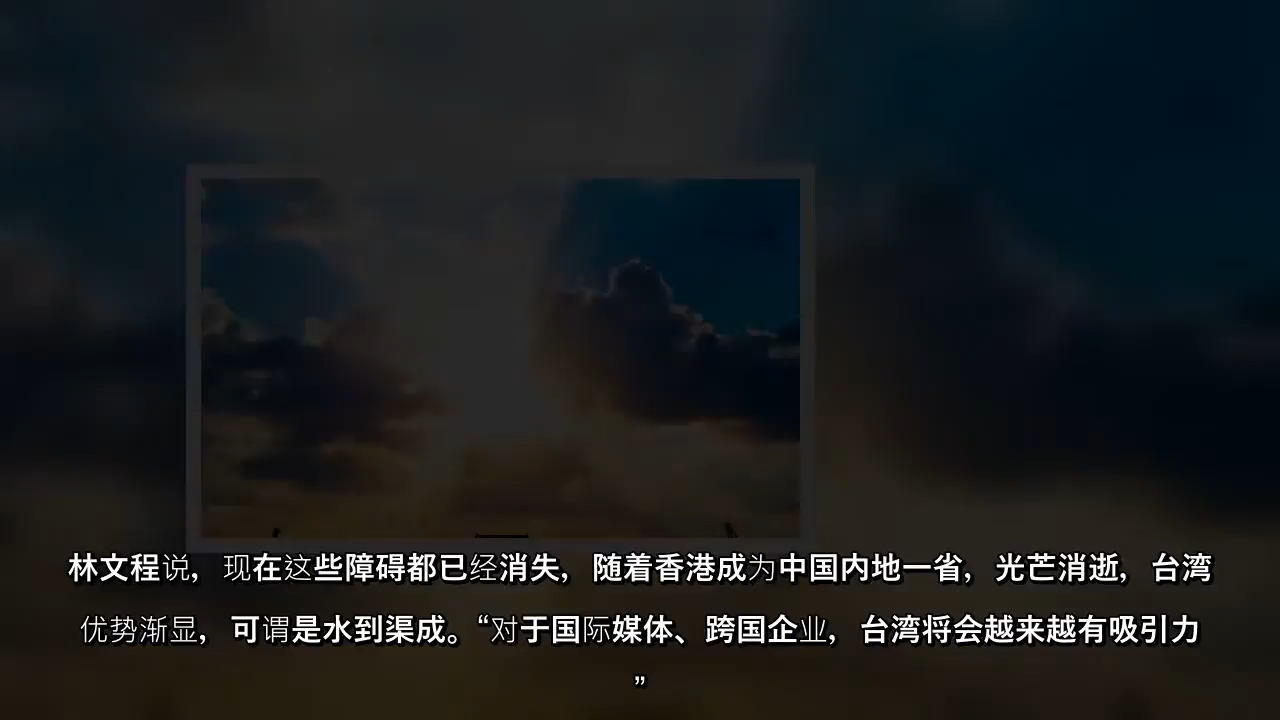 林文程说，现在这些障碍都已经消失，随着香港成为中国内地一省，光芒消逝，台湾
优势渐显，可谓是水到渠成。“对于国际媒体、跨国企业，台湾将会越来越有吸引力
”